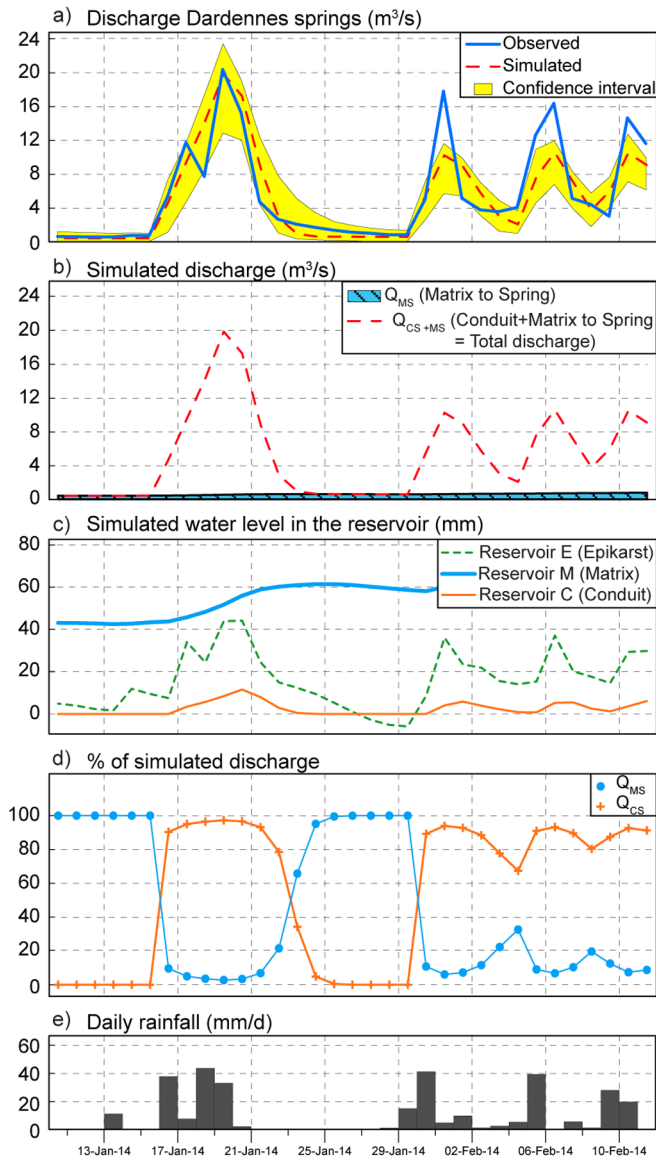 a) Discharge Dardennes springs (m³/s)
24
20
16
12
8
4
0
Observed
Simulated
Confidence interval
b) Simulated discharge (m³/s)
24
20
16
12
8
4
0
Q_MS (Matrix to Spring)
Q_CS +MS (Conduit+Matrix to Spring
= Total discharge)
c) Simulated water level in the reservoir (mm)
80
60
40
20
0
Reservoir E (Epikarst)
Reservoir M (Matrix)
Reservoir C (Conduit)
d) % of simulated discharge
100
80
60
40
20
0
Q_MS
Q_CS
e) Daily rainfall (mm/d)
60
40
20
0
13-Jan-14 17-Jan-14 21-Jan-14 25-Jan-14 29-Jan-14 02-Feb-14 06-Feb-14 10-Feb-14